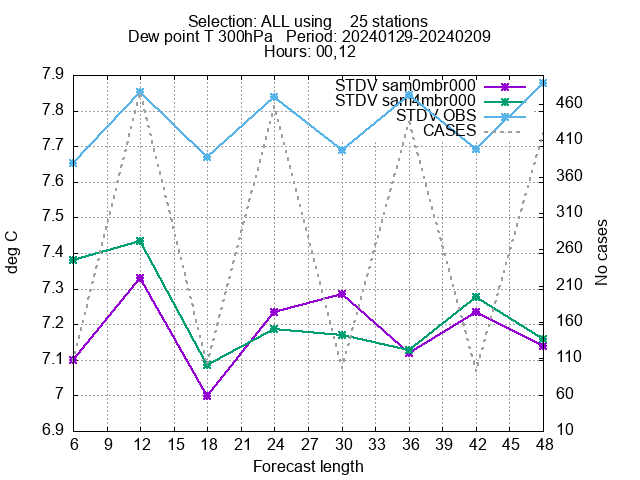 Selection: ALL using 25 stations
Dew point T 300hPa Period: 20240129-20240209
Hours: 00,12
STDV sam0mbr000
STDV sam4mbr000
STDV OBS
CASES
7.9
7.8
7.7
7.6
7.5
7.4
7.3
7.2
7.1
7
6.9
deg C
460
410
360
310
260
210
160
110
60
10
No cases
6 9 12 15 18 21 24 27 30 33 36 39 42 45 48
Forecast length